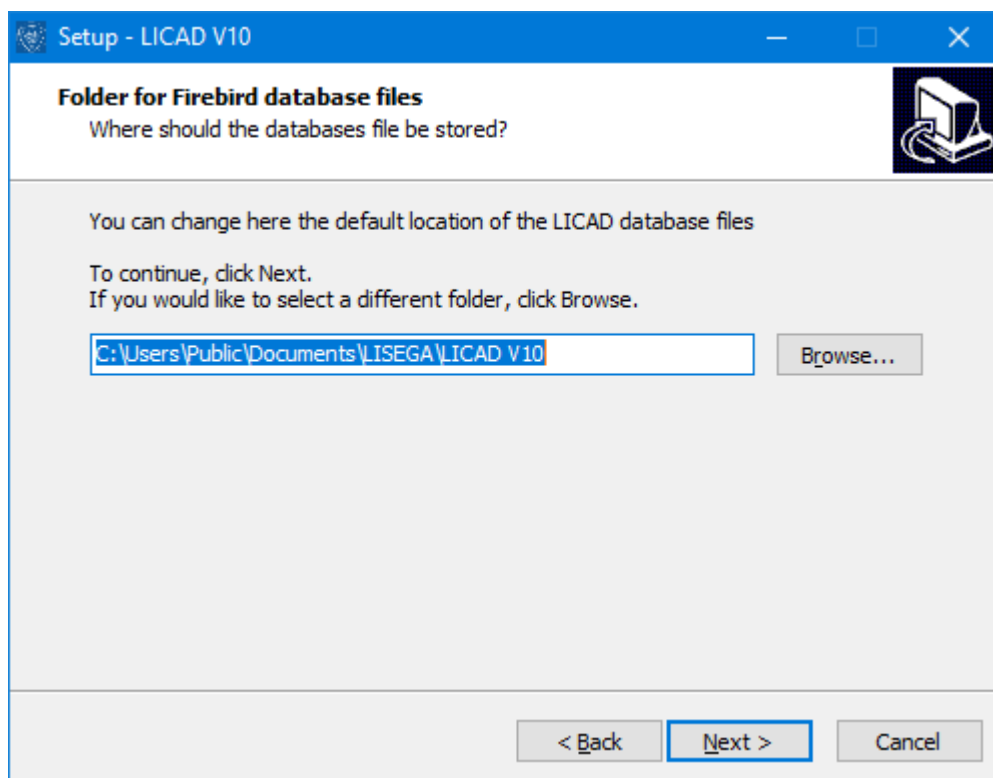 Setup - LICAD V10
Folder for Firebird database files
Where should the databases file be stored?
You can change here the default location of the LICAD database files
To continue, click Next.
If you would like to select a different folder, click Browse.
C:\Users\Public\Documents\LISEGA\LICAD V10
Browse...
< Back
Next >
Cancel